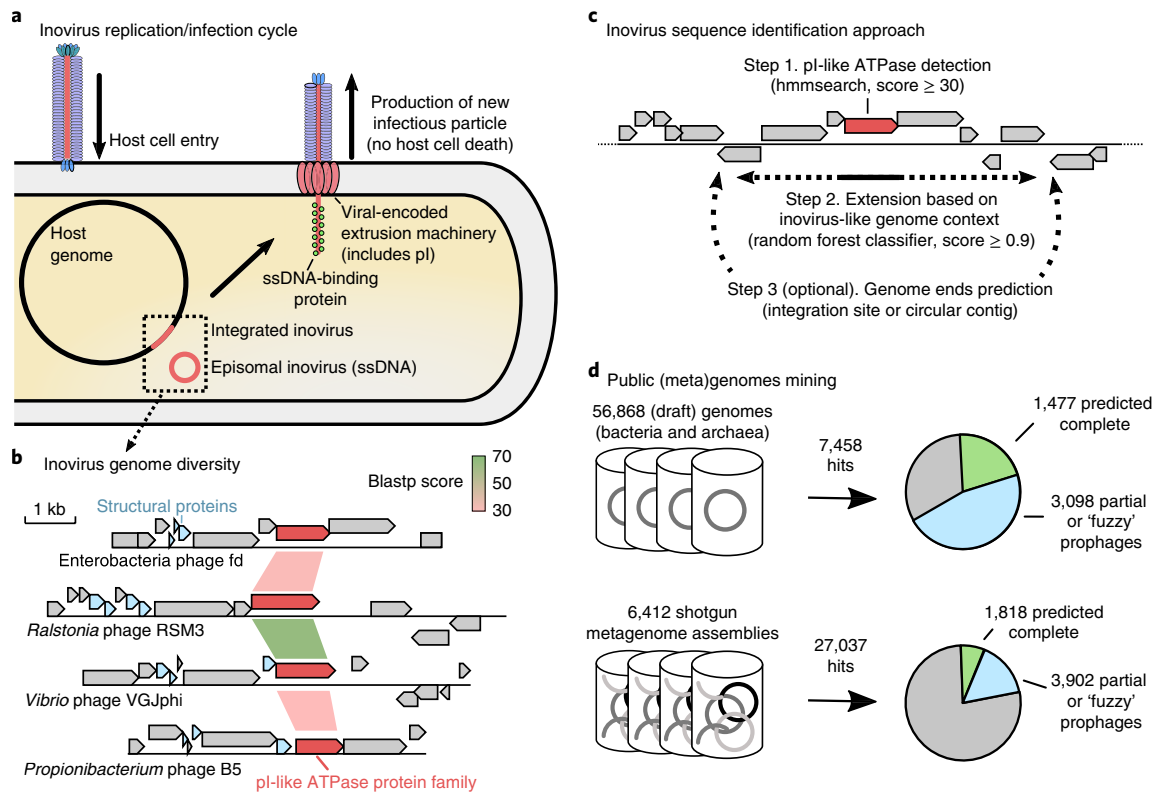 a
Inovirus replication/infection cycle
Host cell entry
Production of new
infectious particle
(no host cell death)
Host
genome
Viral-encoded
extrusion machinery
(includes pI)
ssDNA-binding
protein
Integrated inovirus
Episomal inovirus (ssDNA)
b
Inovirus genome diversity
Blastp score
70
50
30
1 kb
Structural proteins
Enterobacteria phage fd
Ralstonia phage RSM3
Vibrio phage VGJphi
Propionibacterium phage B5
pI-like ATPase protein family
c
Inovirus sequence identification approach
Step 1. pI-like ATPase detection
(hmmsearch, score ≥ 30)
Step 2. Extension based on
inovirus-like genome context
(random forest classifier, score ≥ 0.9)
Step 3 (optional). Genome ends prediction
(integration site or circular contig)
d
Public (meta)genomes mining
56,868 (draft) genomes
(bacteria and archaea)
7,458
hits
1,477 predicted
complete
3,098 partial
or ‘fuzzy’
prophages
6,412 shotgun
metagenome assemblies
27,037
hits
1,818 predicted
complete
3,902 partial
or ‘fuzzy’
prophages